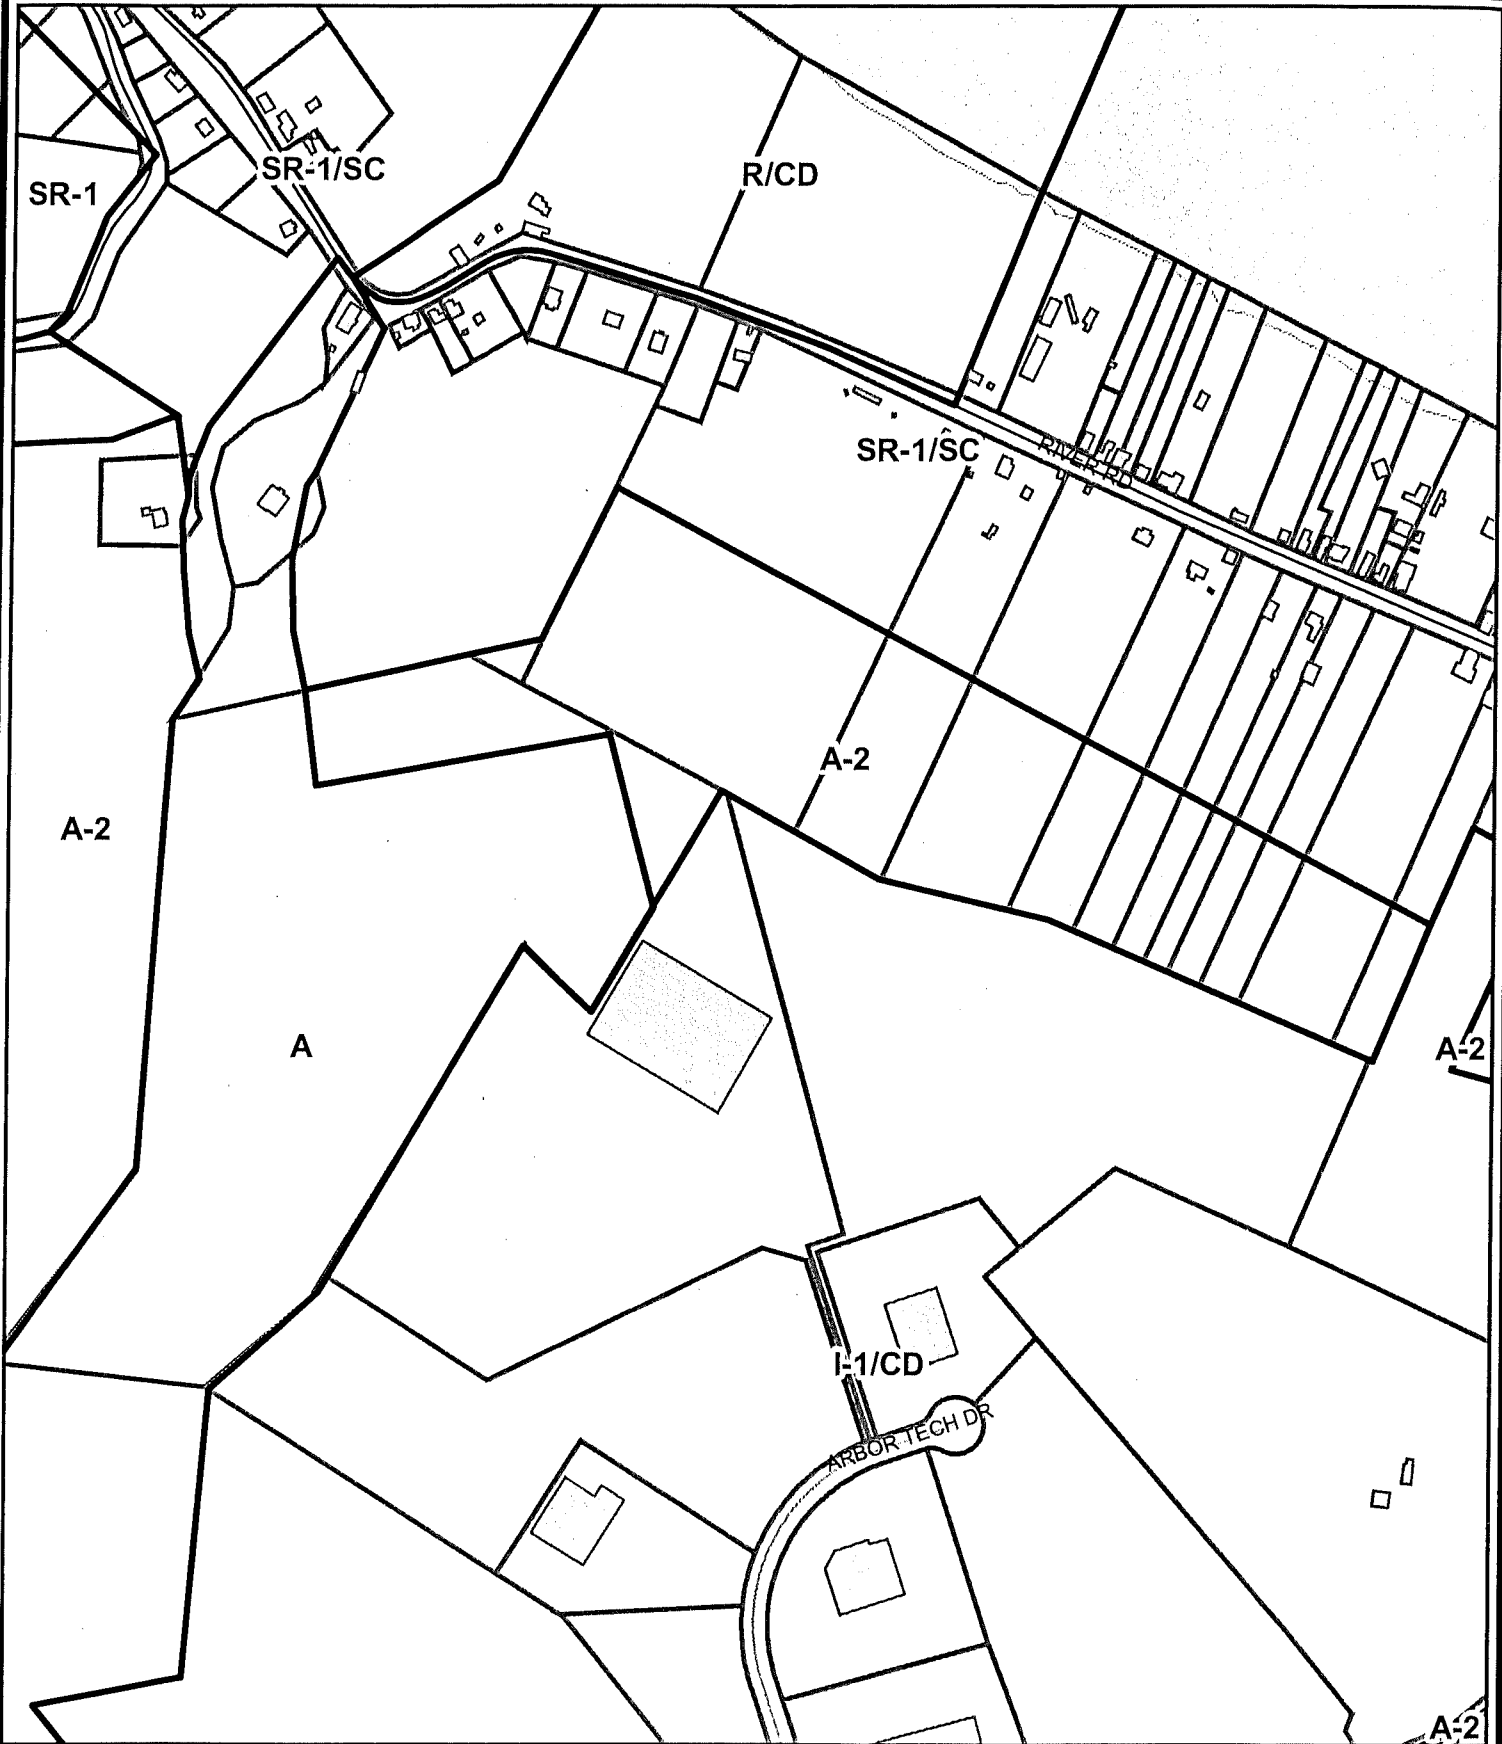 SR-1/SC
R/CD
SR-1
SR-1/SC
RIVER RD
A-2
A-2
A
A-2
I-1/CD
ARBOR TECH DR
A-2